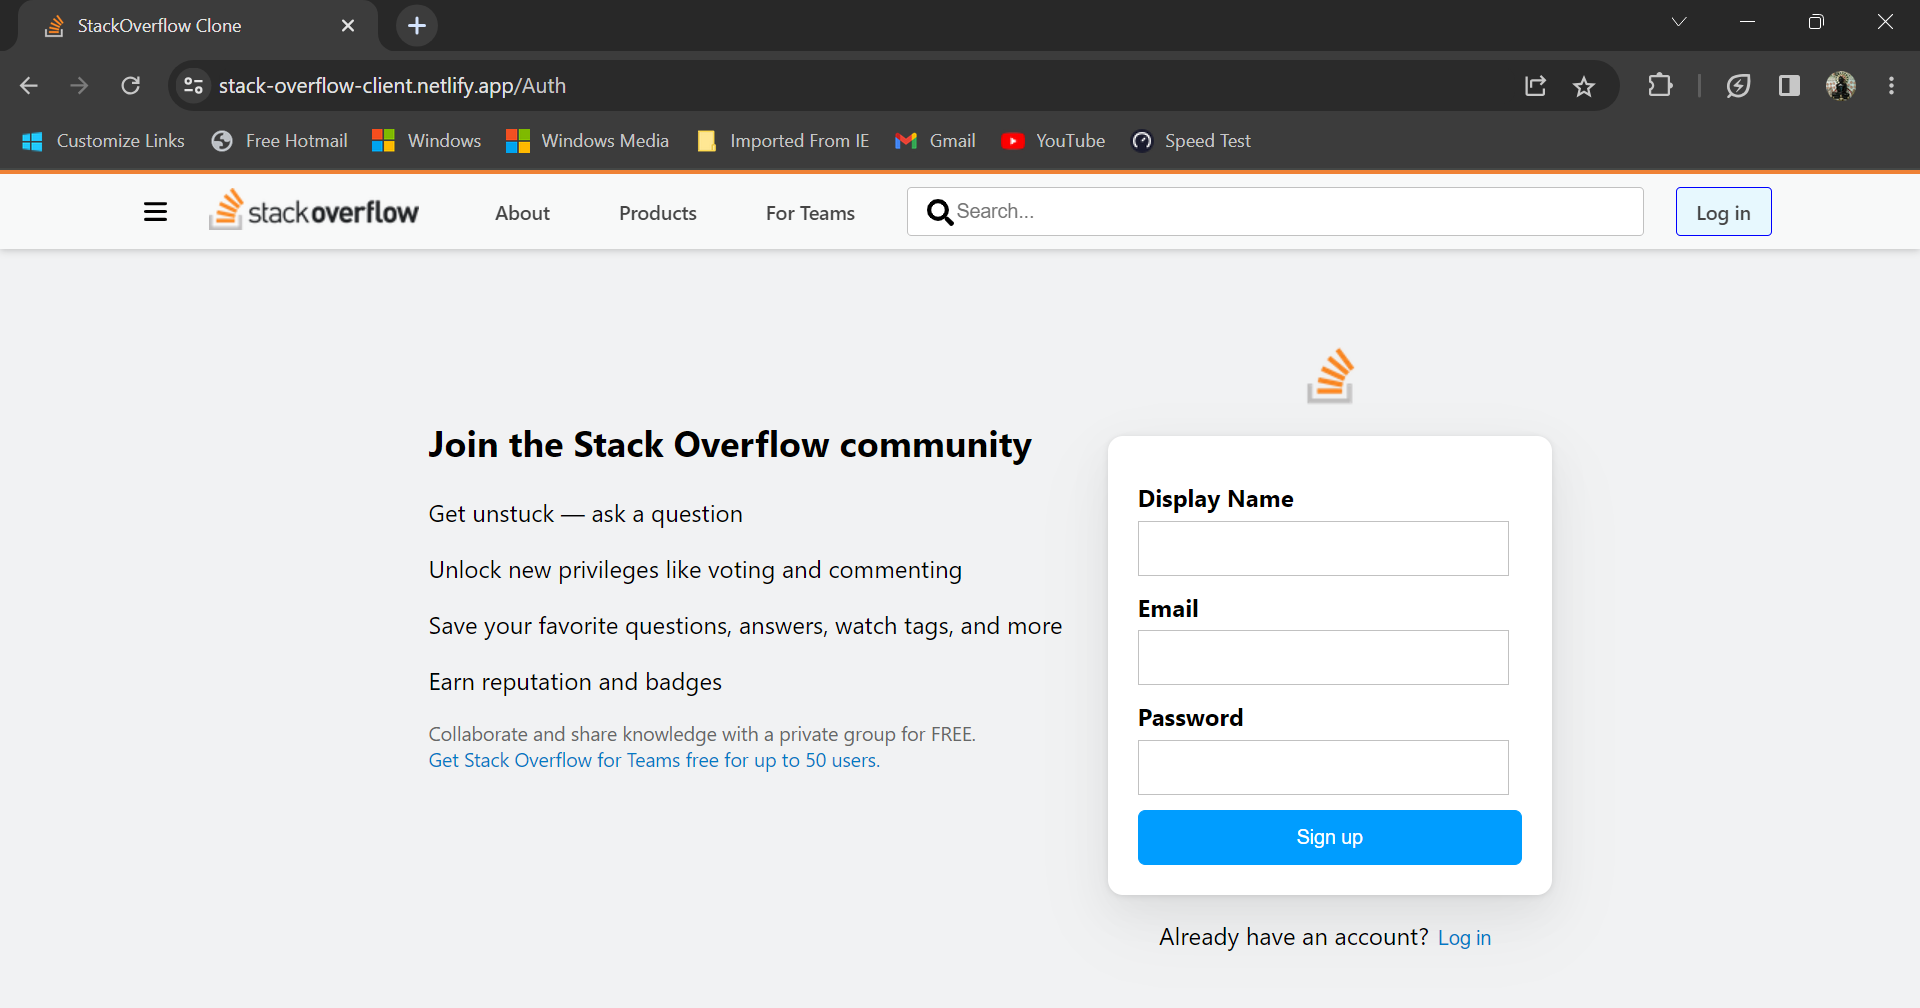 StackOverflow Clone
stack-overflow-client.netlify.app/Auth
Customize Links Free Hotmail Windows Windows Media Imported From IE Gmail YouTube Speed Test
stackoverflow About Products For Teams Search... Log in
Join the Stack Overflow community
Get unstuck — ask a question
Unlock new privileges like voting and commenting
Save your favorite questions, answers, watch tags, and more
Earn reputation and badges
Collaborate and share knowledge with a private group for FREE.
Get Stack Overflow for Teams free for up to 50 users.
Display Name
Email
Password
Sign up
Already have an account? Log in